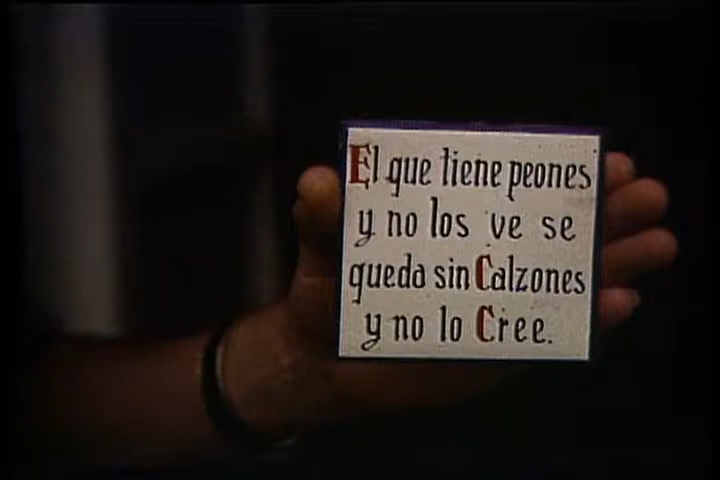 El que tiene peones
y no los ve se
queda sin Calzones
y no lo Cree.